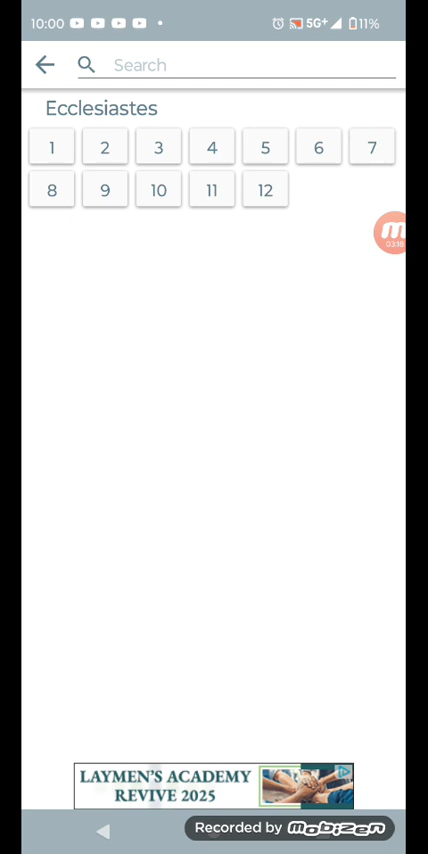 10:00 5G+ 11%
Search
Ecclesiastes
1 2 3 4 5 6 7
8 9 10 11 12
m
03:18
LAYMEN'S ACADEMY
REVIVE 2025
Recorded by mobizen